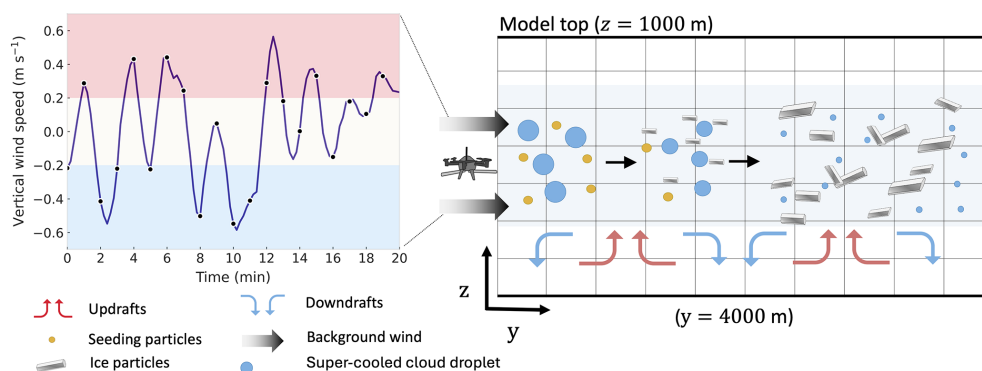 Model top (z = 1000 m)
Vertical wind speed (m s⁻¹)
0.6
0.4
0.2
0.0
−0.2
−0.4
−0.6
0 2 4 6 8 10 12 14 16 18 20
Time (min)
z
y
(y = 4000 m)
Updrafts
Downdrafts
Seeding particles
Background wind
Ice particles
Super-cooled cloud droplet